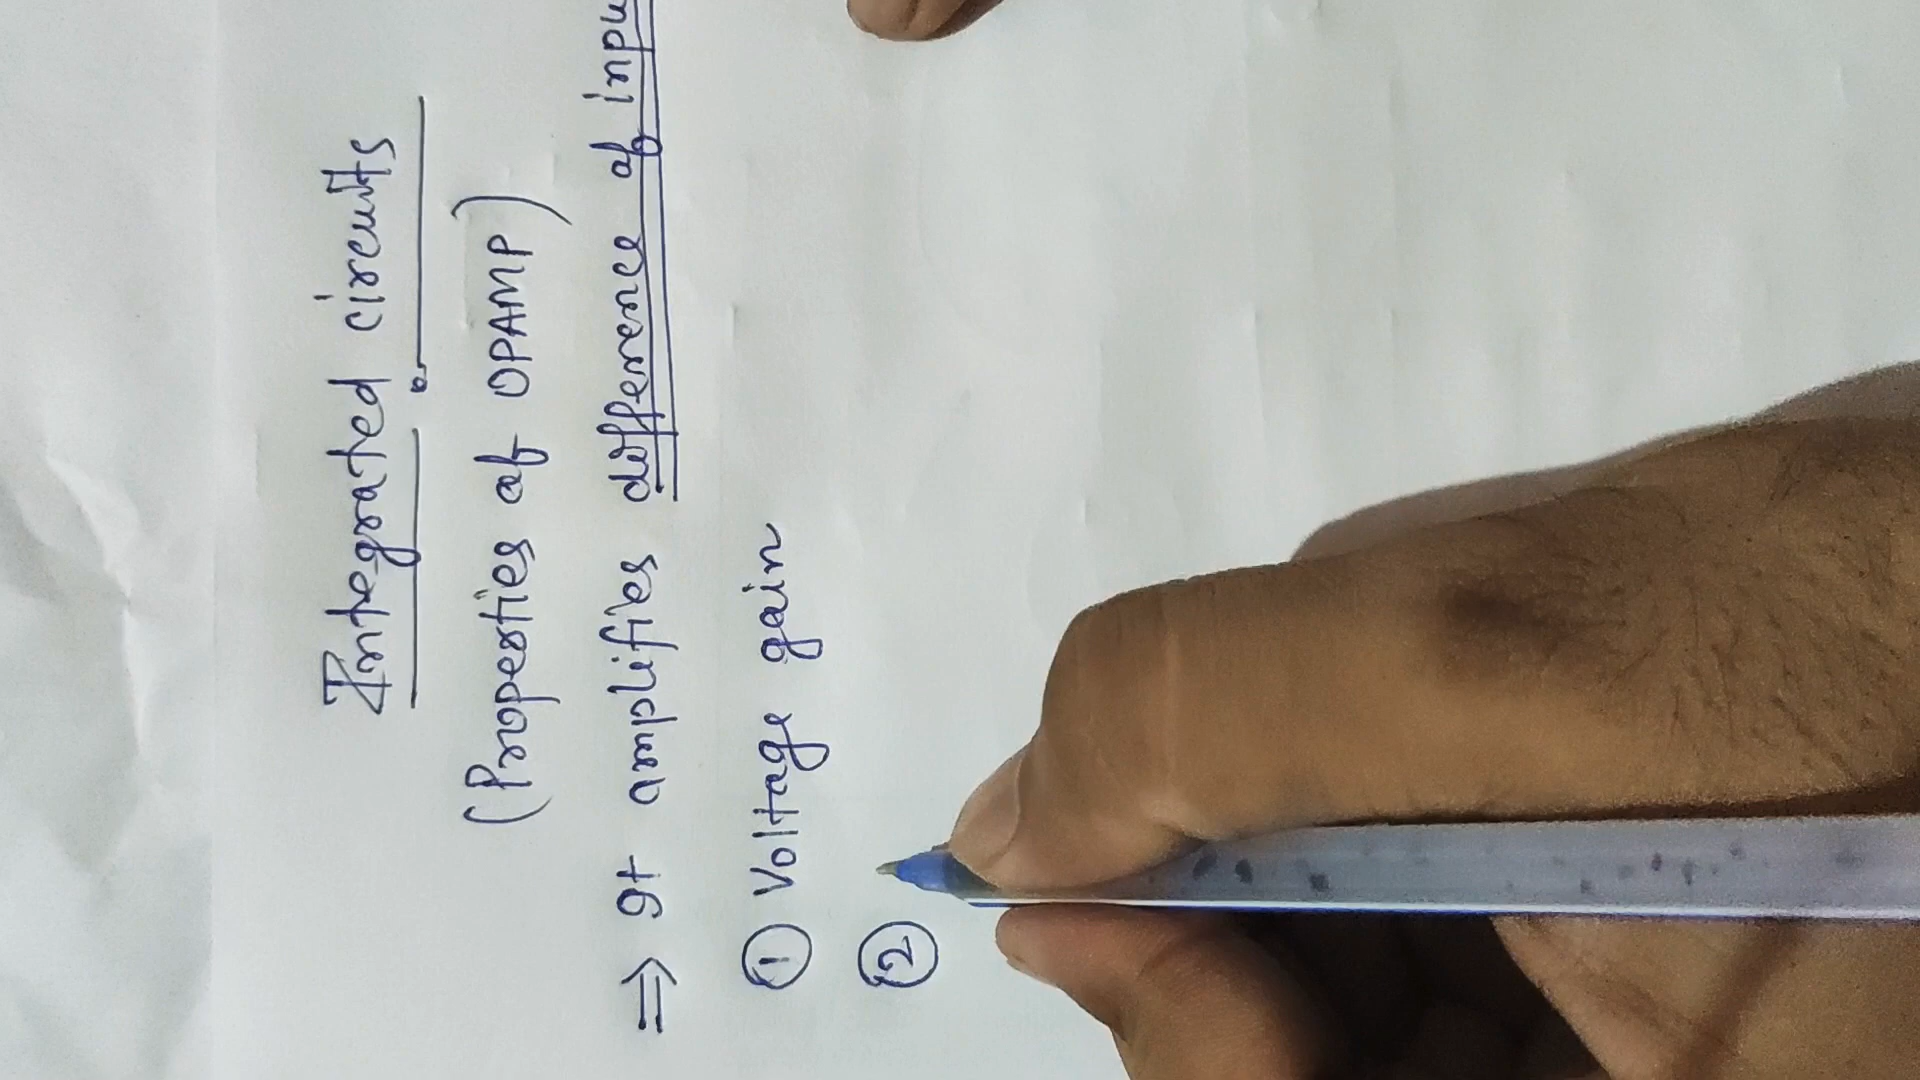 Integrated circuits
(Properties of OPAMP)
⇒ It amplifies difference of inpu
① Voltage gain
②